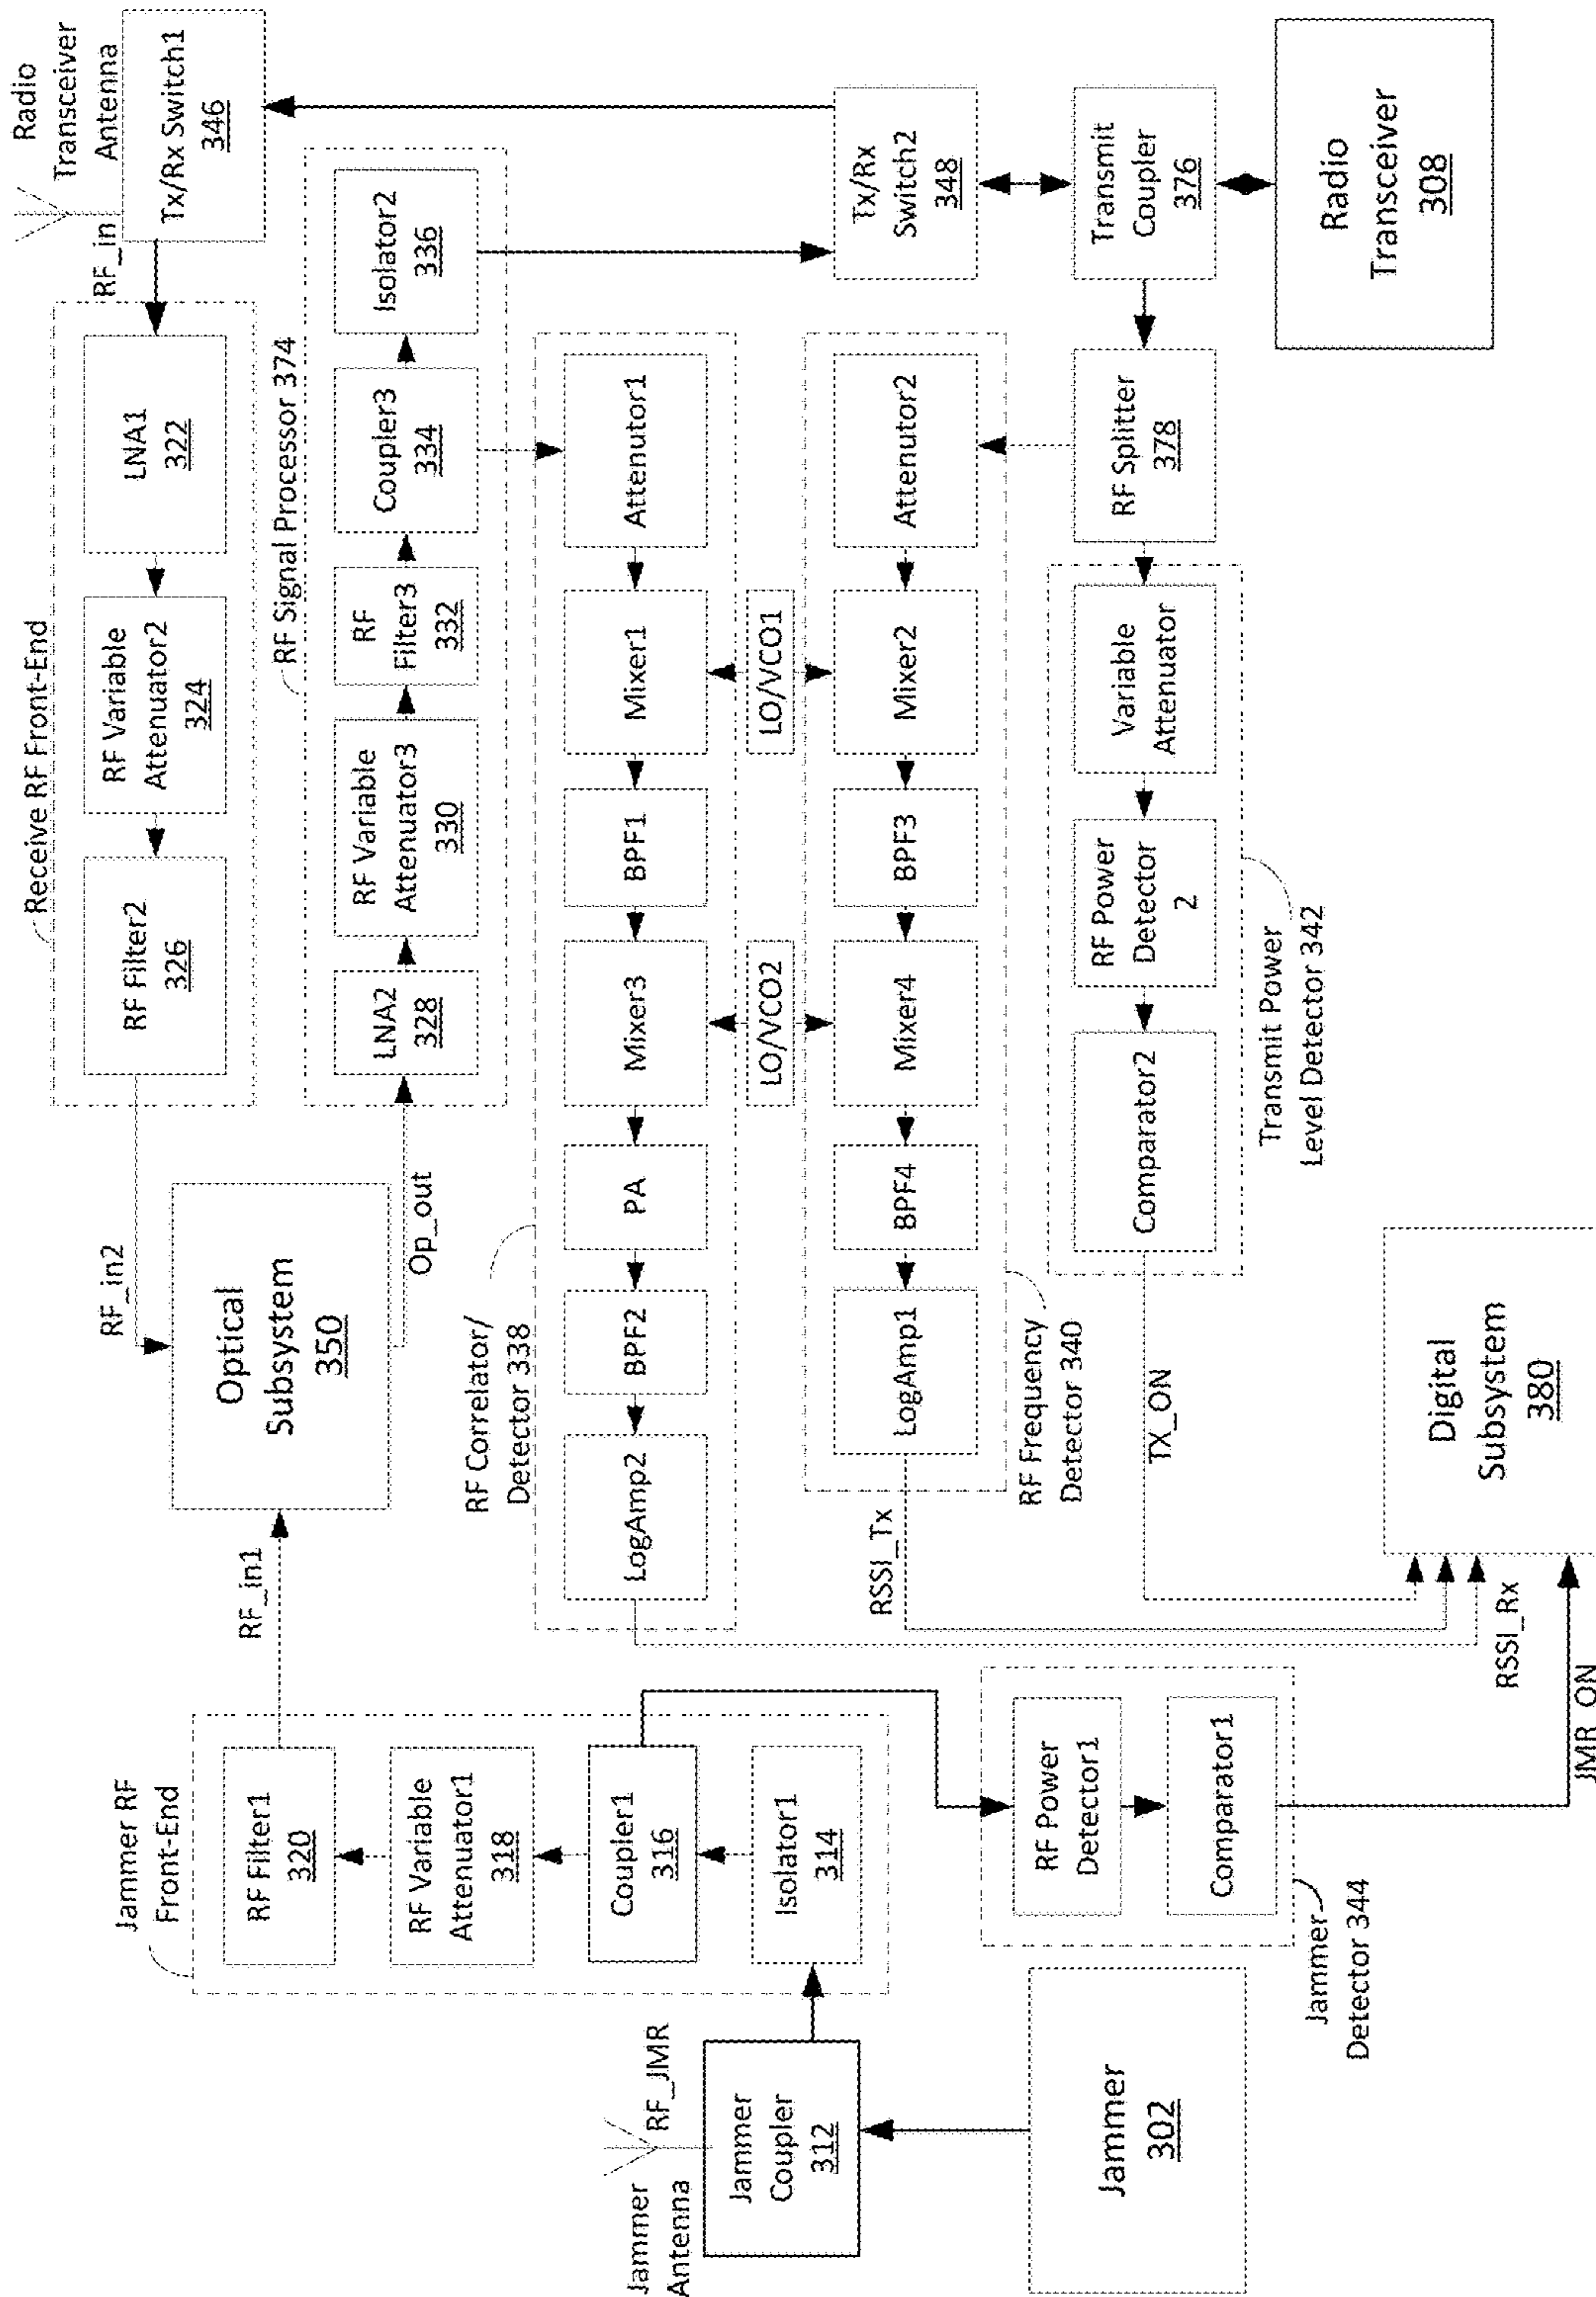 Radio
Transceiver
Antenna
RF_in
Tx/Rx Switch1
346
Receive RF Front-End
LNA1
322
RF Variable
Attenuator2
324
RF Filter2
326
RF_in2
Optical
Subsystem
350
RF_in1
Op_out
RF Signal Processor 374
LNA2
328
RF Variable
Attenuator3
330
RF
Filter3
332
Coupler3
334
Isolator2
336
Tx/Rx
Switch2
348
Transmit
Coupler
376
Radio
Transceiver
308
RF Correlator/
Detector 338
Attenutor1
Mixer1
BPF1
Mixer3
PA
BPF2
LogAmp2
LO/VCO1
LO/VCO2
Attenutor2
Mixer2
BPF3
Mixer4
BPF4
LogAmp1
RF Frequency
Detector 340
RF Splitter
378
Variable
Attenuator
RF Power
Detector
2
Comparator2
Transmit Power
Level Detector 342
TX_ON
RSSI_Tx
RSSI_Rx
JMR_ON
Digital
Subsystem
380
Jammer RF
Front-End
RF Filter1
320
RF Variable
Attenuator1
318
Coupler1
316
Isolator1
314
RF Power
Detector1
Comparator1
Jammer
Detector 344
Jammer
Antenna
RF_JMR
Jammer
Coupler
312
Jammer
302